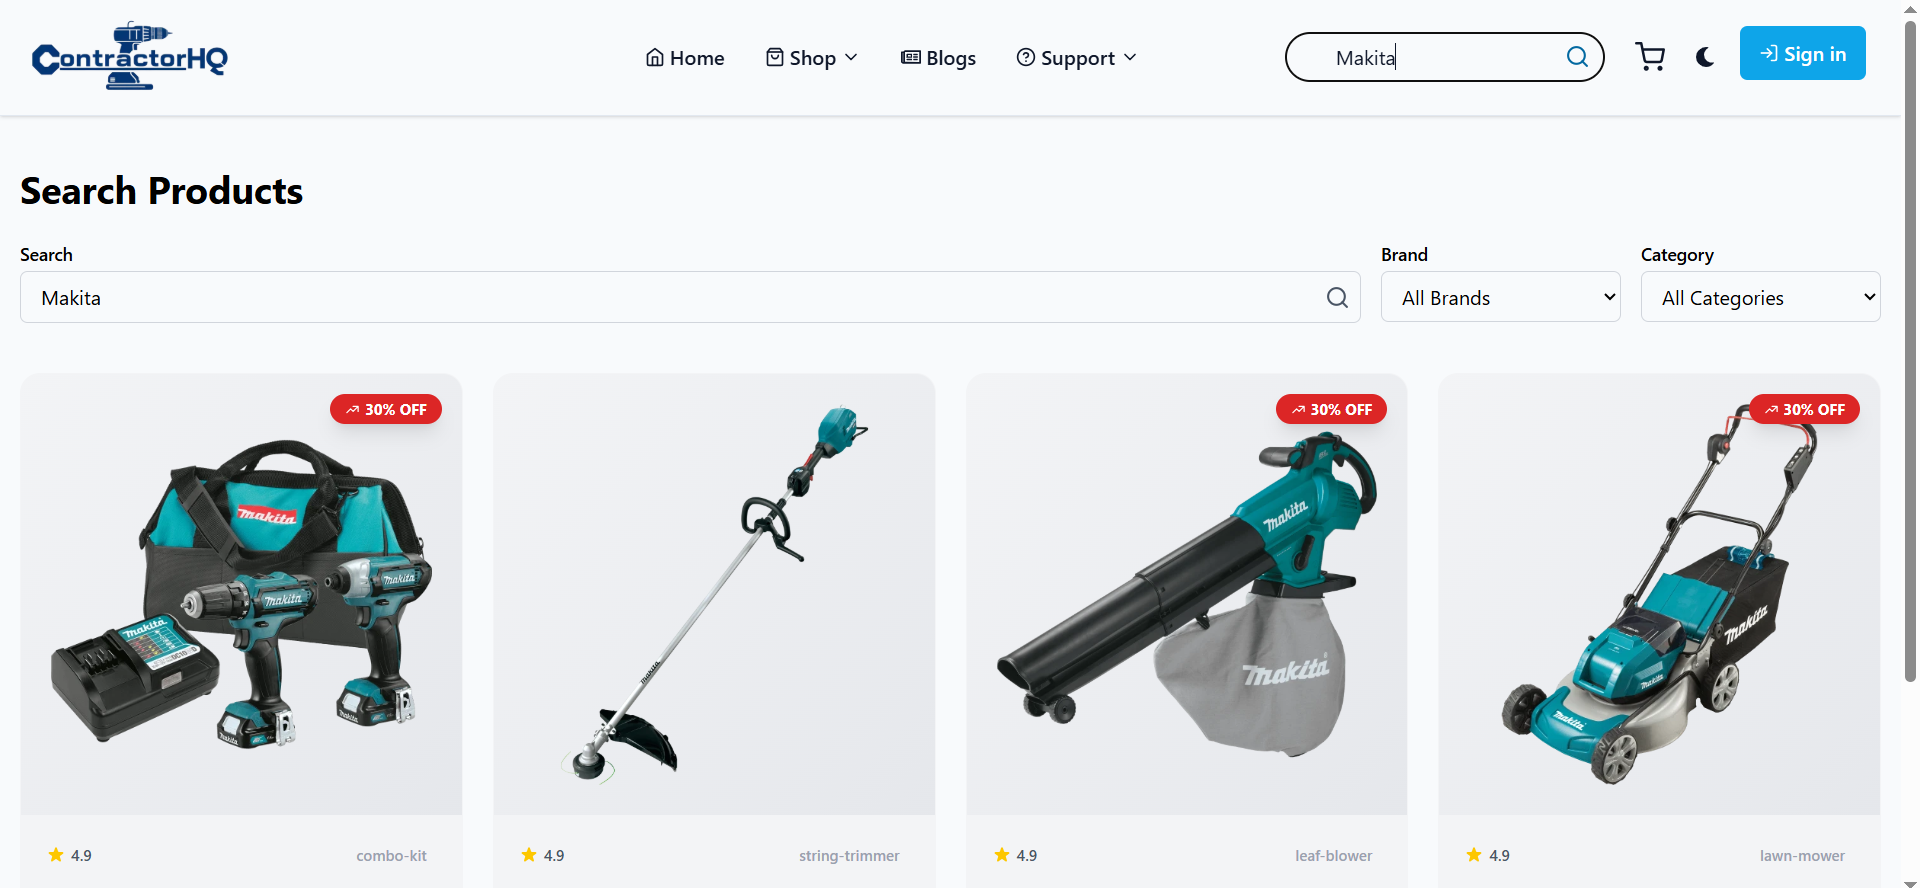 ContractorHQ
Home
Shop
Blogs
Support
Makita
Sign in
Search Products
Search
Makita
Brand
All Brands
Category
All Categories
30% OFF
30% OFF
30% OFF
makita
makita
makita
makita
makita
makita
makita
makita
makita
makita
makita
4.9
combo-kit
4.9
string-trimmer
4.9
leaf-blower
4.9
lawn-mower